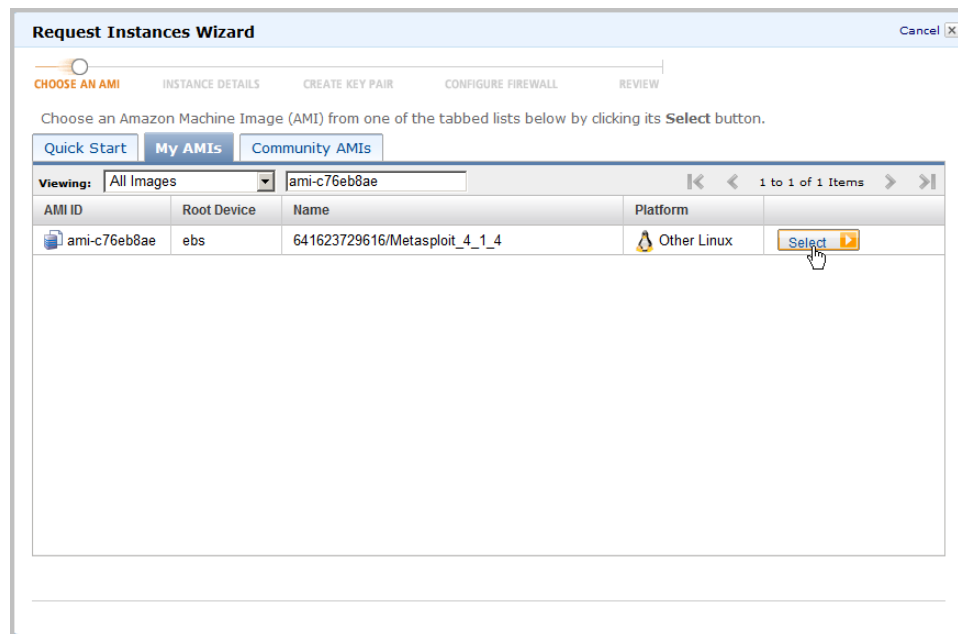 Request Instances Wizard
Cancel
CHOOSE AN AMI INSTANCE DETAILS CREATE KEY PAIR CONFIGURE FIREWALL REVIEW
Choose an Amazon Machine Image (AMI) from one of the tabbed lists below by clicking its Select button.
Quick Start My AMIs Community AMIs
Viewing: All Images ami-c76eb8ae 1 to 1 of 1 Items
AMI ID Root Device Name Platform
ami-c76eb8ae ebs 641623729616/Metasploit_4_1_4 Other Linux Select